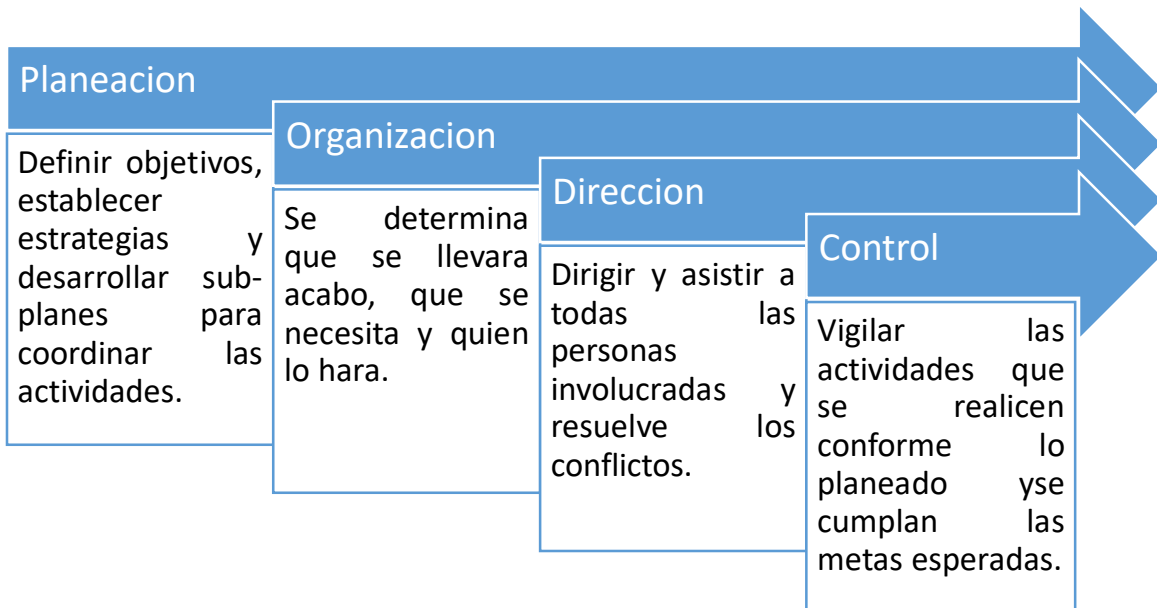 Planeacion
Definir objetivos,
establecer
estrategias y
desarrollar sub-
planes para
coordinar las
actividades.
Organizacion
Se determina
que se llevara
acabo, que se
necesita y quien
lo hara.
Direccion
Dirigir y asistir a
todas las
personas
involucradas y
resuelve los
conflictos.
Control
Vigilar las
actividades que
se realicen
conforme lo
planeado yse
cumplan las
metas esperadas.